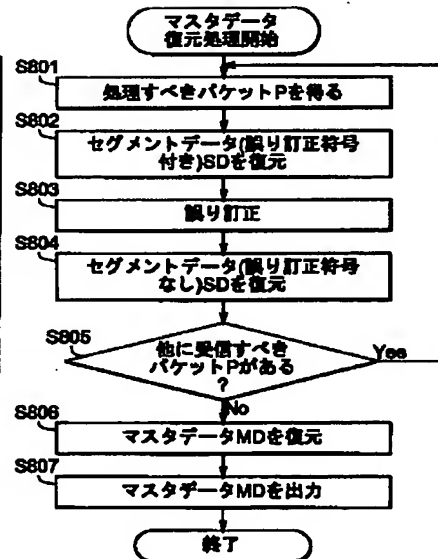 マスタデータ
復元処理開始
S801
処理すべきパケットPを得る
S802
セグメントデータ(誤り訂正符号
付き)SDを復元
S803
誤り訂正
S804
セグメントデータ(誤り訂正符号
なし)SDを復元
S805
他に受信すべき
パケットPがある
?
Yes
No
S806
マスタデータMDを復元
S807
マスタデータMDを出力
終了